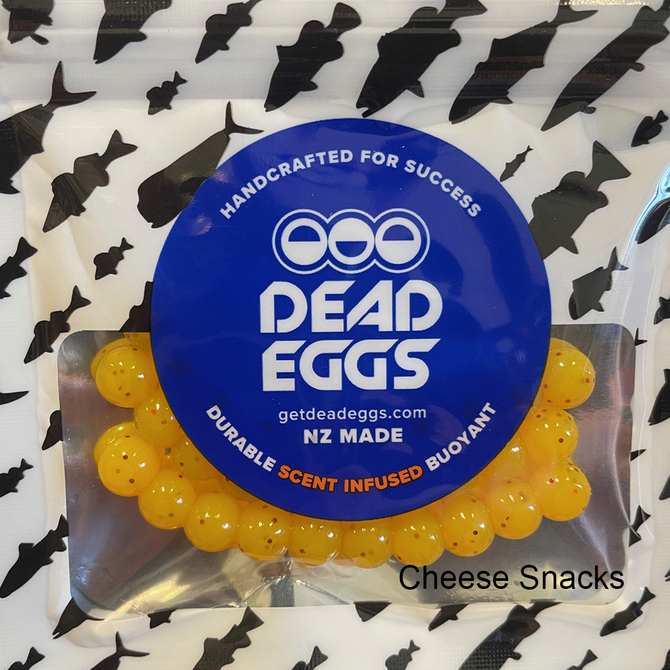 HANDCRAFTED FOR SUCCESS
DEAD
EGGS
getdeadeggs.com
NZ MADE
DURABLE SCENT INFUSED BUOYANT
Cheese Snacks